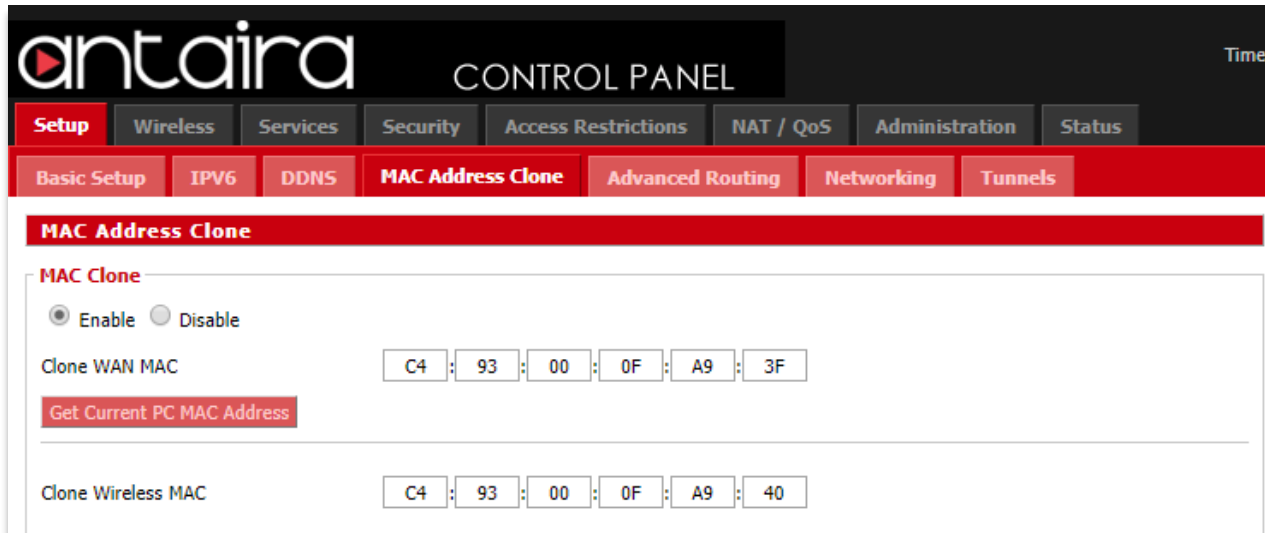 antaira CONTROL PANEL
Time
Setup Wireless Services Security Access Restrictions NAT / QoS Administration Status
Basic Setup IPV6 DDNS MAC Address Clone Advanced Routing Networking Tunnels
MAC Address Clone
MAC Clone
Enable Disable
Clone WAN MAC C4 : 93 : 00 : 0F : A9 : 3F
Get Current PC MAC Address
Clone Wireless MAC C4 : 93 : 00 : 0F : A9 : 40